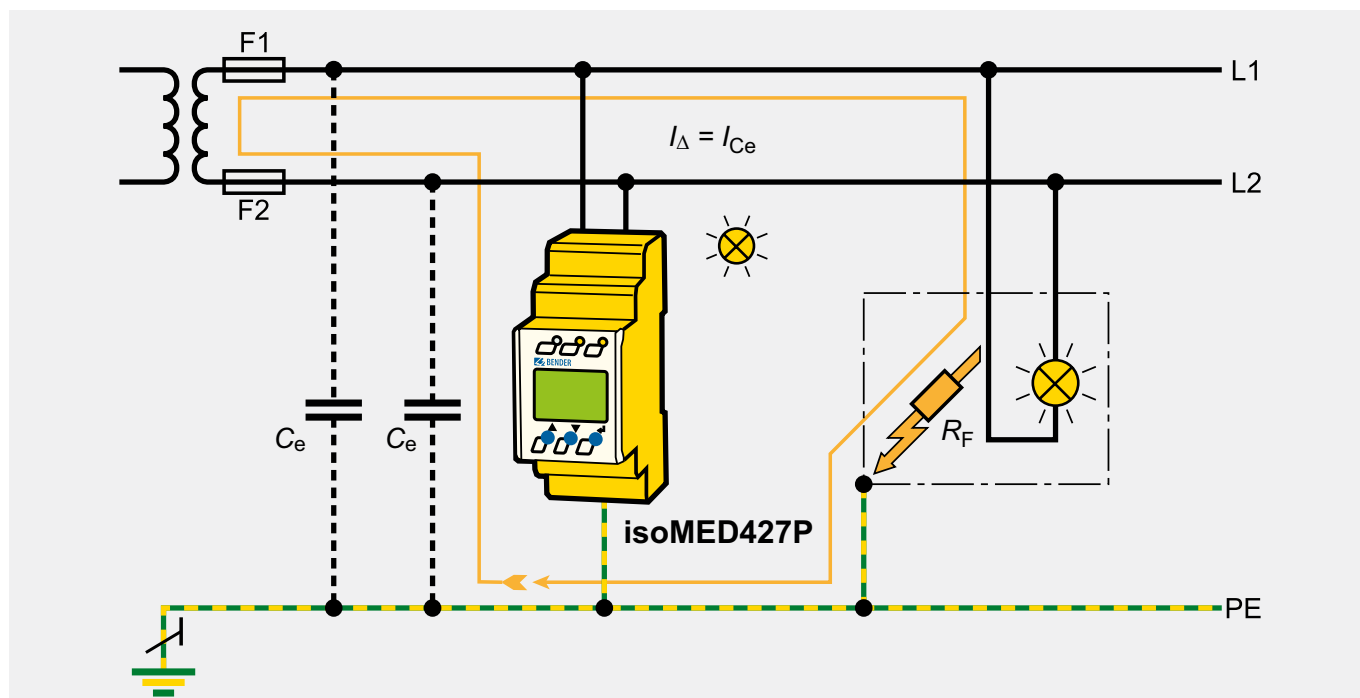 F1
L1
I∆ = ICe
L2
F2
BENDER
Ce
Ce
RF
isoMED427P
PE